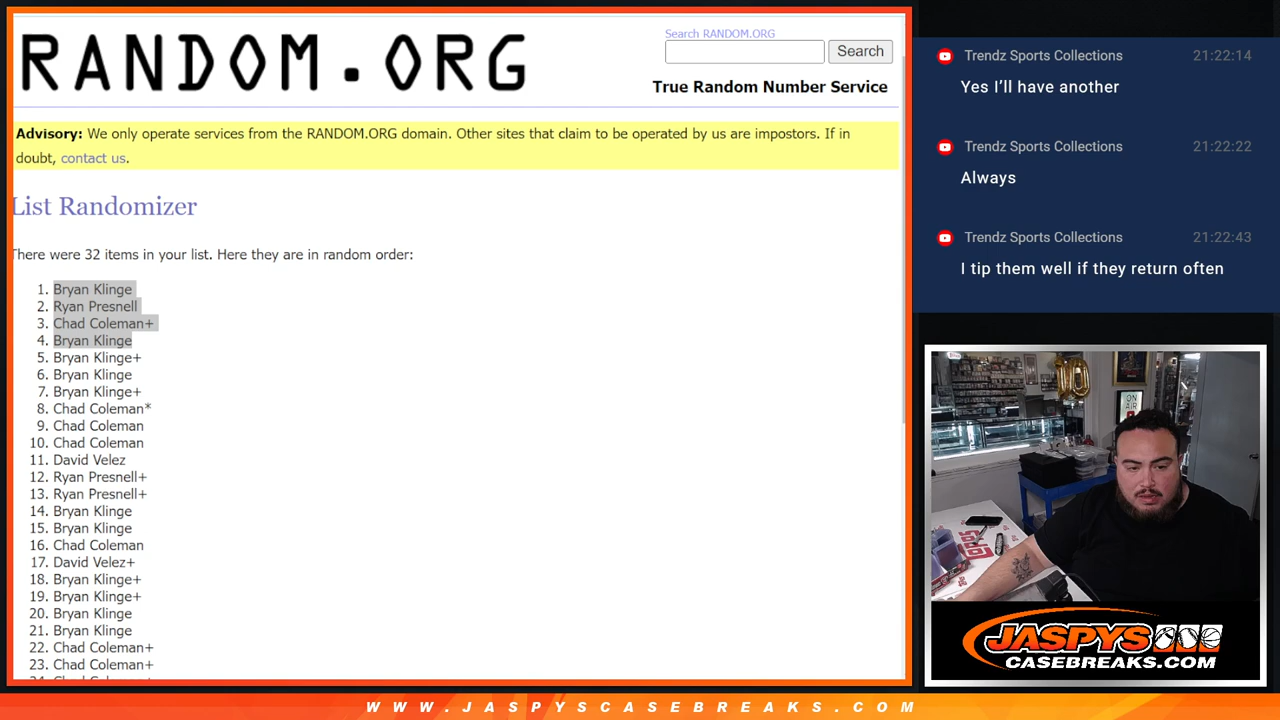 RANDOM.ORG
Search RANDOM.ORG
Search
True Random Number Service
Advisory: We only operate services from the RANDOM.ORG domain. Other sites that claim to be operated by us are impostors. If in
doubt, contact us.
List Randomizer
There were 32 items in your list. Here they are in random order:
1. Bryan Klinge
2. Ryan Presnell
3. Chad Coleman+
4. Bryan Klinge
5. Bryan Klinge+
6. Bryan Klinge
7. Bryan Klinge+
8. Chad Coleman*
9. Chad Coleman
10. Chad Coleman
11. David Velez
12. Ryan Presnell+
13. Ryan Presnell+
14. Bryan Klinge
15. Bryan Klinge
16. Chad Coleman
17. David Velez+
18. Bryan Klinge+
19. Bryan Klinge+
20. Bryan Klinge
21. Bryan Klinge
22. Chad Coleman+
23. Chad Coleman+
Trendz Sports Collections 21:22:14
Yes I’ll have another
Trendz Sports Collections 21:22:22
Always
Trendz Sports Collections 21:22:43
I tip them well if they return often
ON
AIR
JASPYS
CASEBREAKS.COM
WWW.JASPYSCASEBREAKS.COM